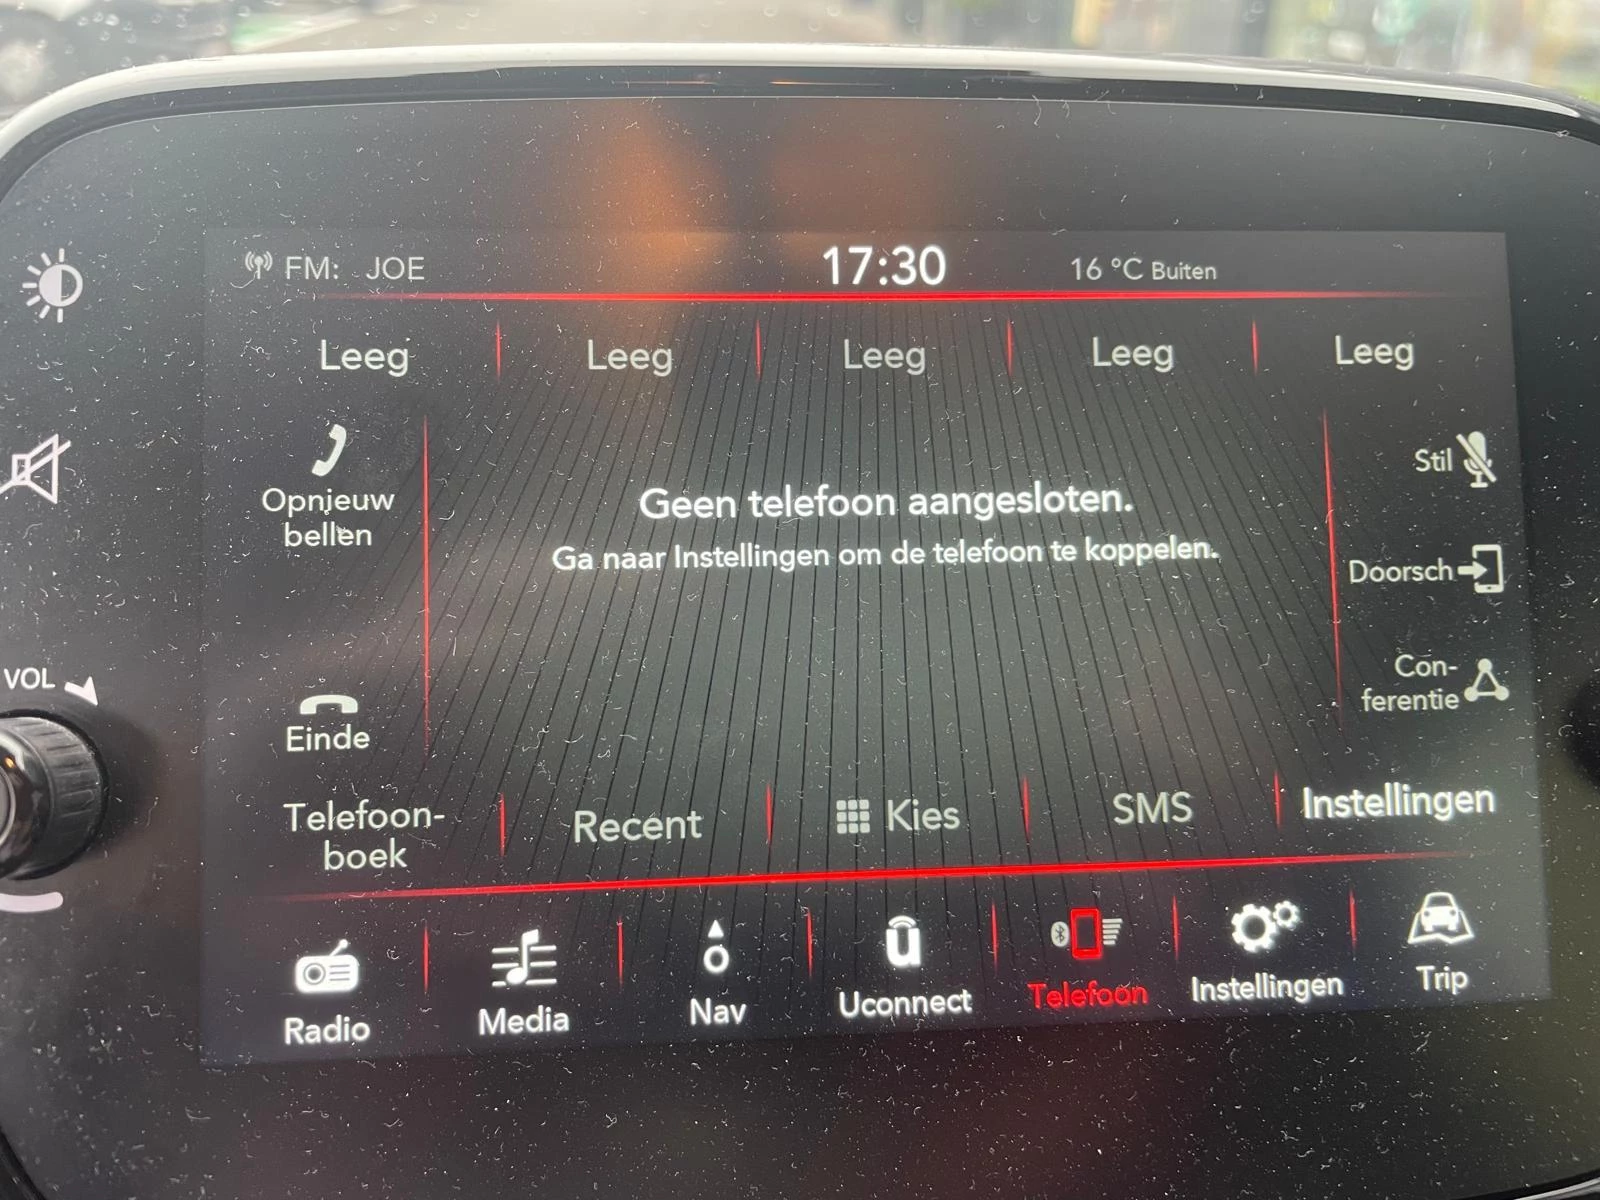 FM: JOE 17:30 16 °C Buiten
Leeg Leeg Leeg Leeg Leeg
Opnieuw
bellen
Geen telefoon aangesloten.
Ga naar Instellingen om de telefoon te koppelen.
Stil
Doorsch
Con-
ferentie
VOL
Einde
Telefoon-
boek
Recent Kies SMS Instellingen
Radio Media Nav Uconnect Telefoon Instellingen Trip